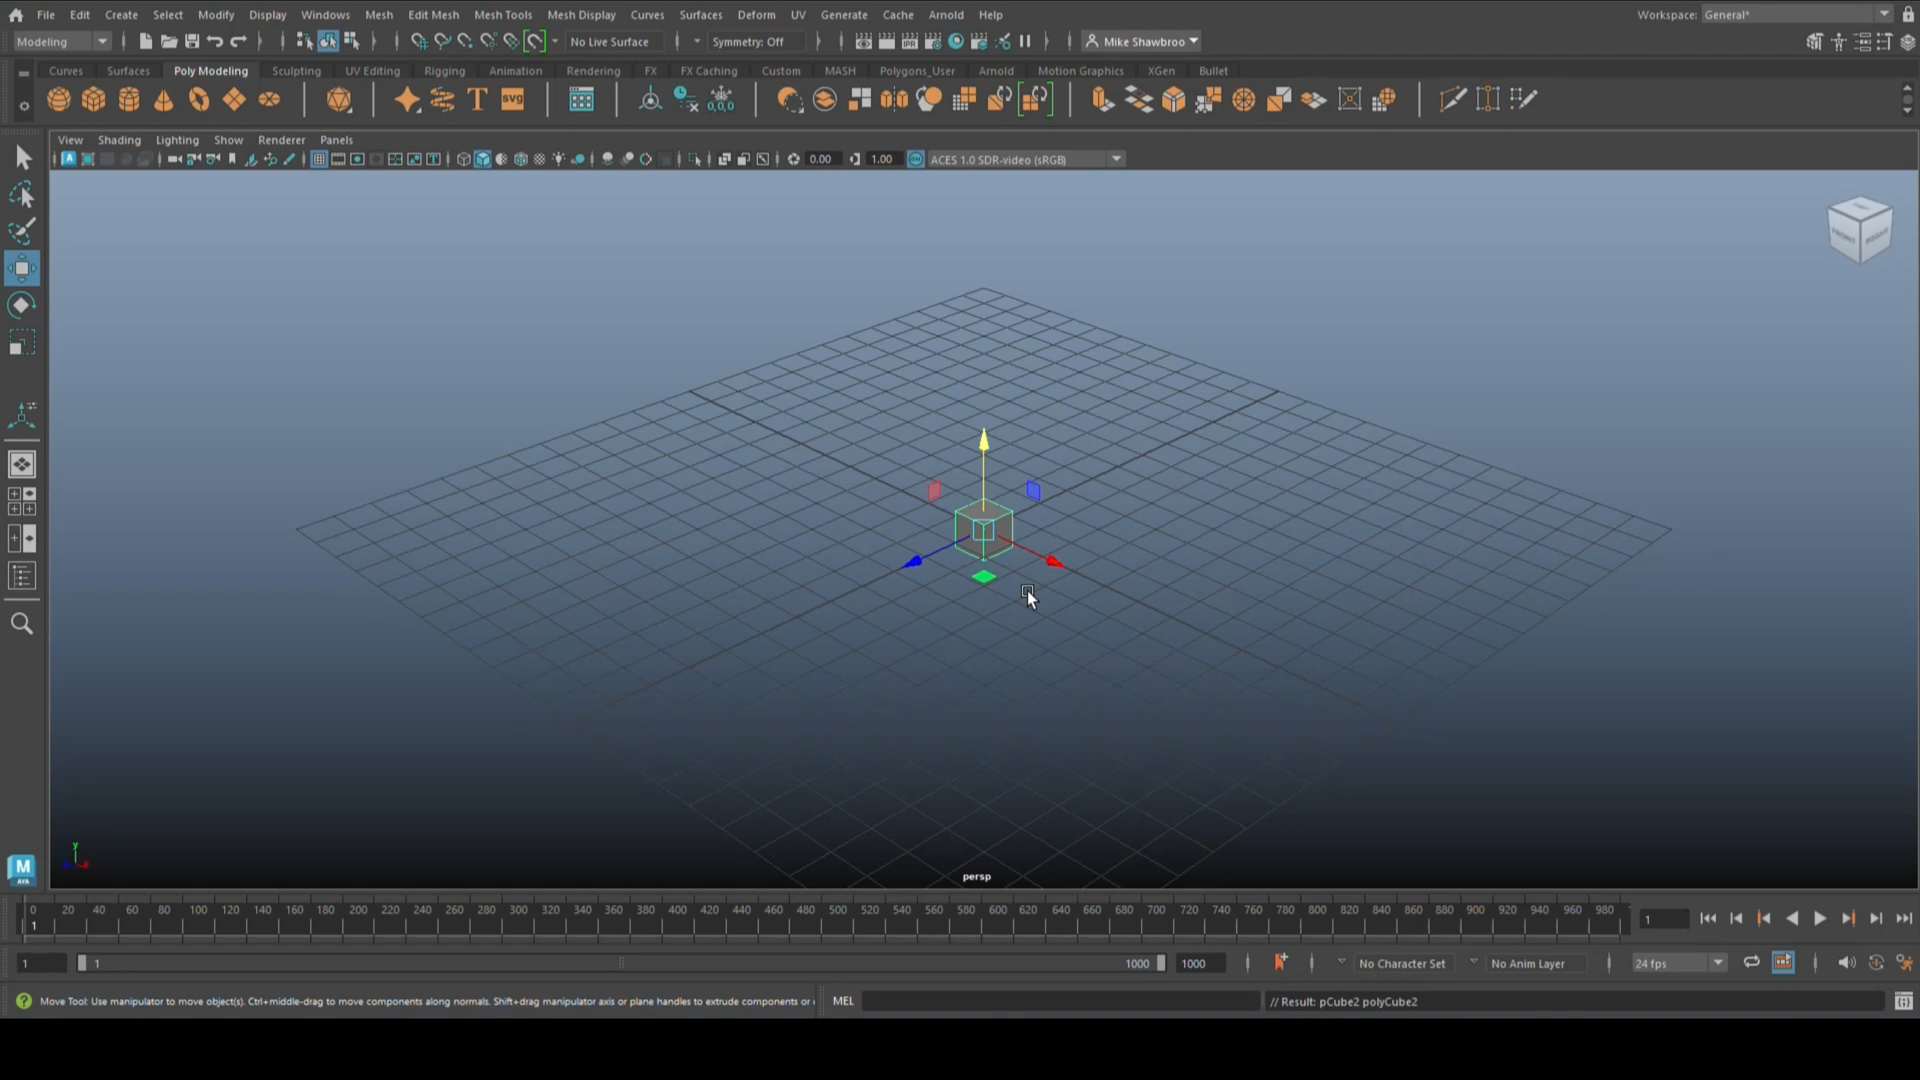 File Edit Create Select Modify Display Windows Mesh Edit Mesh Mesh Tools Mesh Display Curves Surfaces Deform UV Generate Cache Arnold Help Workspace: General*
Modeling No Live Surface Symmetry: Off Mike Shawbroo
Curves Surfaces Poly Modeling Sculpting UV Editing Rigging Animation Rendering FX FX Caching Custom MASH Polygons_User Arnold Motion Graphics XGen Bullet
T SVG 0,0,0
View Shading Lighting Show Renderer Panels
0.00 1.00 ON ACES 1.0 SDR-video (sRGB)
FRONT RIGHT
y
M
AYA
persp
0 20 40 60 80 100 120 140 160 180 200 220 240 260 280 300 320 340 360 380 400 420 440 460 480 500 520 540 560 580 600 620 640 660 680 700 720 740 760 780 800 820 840 860 880 900 920 940 960 980
1 1
1 1 1000 1000 No Character Set No Anim Layer 24 fps
Move Tool: Use manipulator to move object(s). Ctrl+middle-drag to move components along normals. Shift+drag manipulator axis or plane handles to extrude components or MEL // Result: pCube2 polyCube2